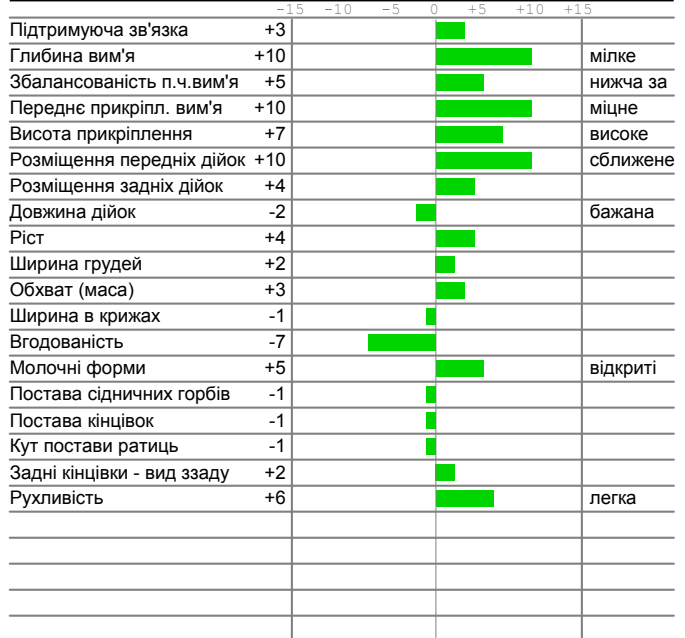 -15 -10 -5 0 +5 +10 +15
Підтримуюча зв'язка +3
Глибина вим'я +10 мілке
Збалансованість п.ч.вим'я +5 нижча за
Переднє прикріпл. вим'я +10 міцне
Висота прикріплення +7 високе
Розміщення передніх дійок +10 сближене
Розміщення задніх дійок +4
Довжина дійок -2 бажана
Ріст +4
Ширина грудей +2
Обхват (маса) +3
Ширина в крижах -1
Вгодованість -7
Молочні форми +5 відкриті
Постава сідничних горбів -1
Постава кінцівок -1
Кут постави ратиць -1
Задні кінцівки - вид ззаду +2
Рухливість +6 легка